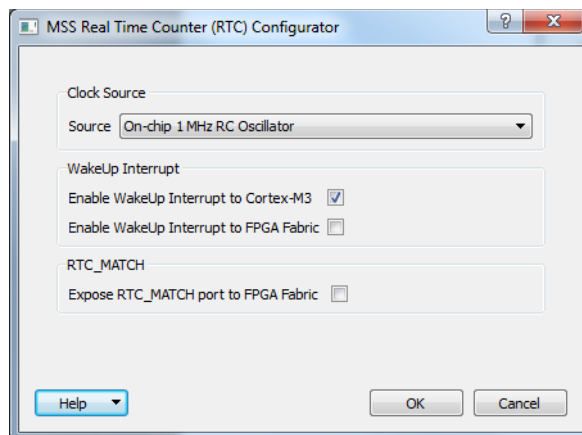 MSS Real Time Counter (RTC) Configurator
Clock Source
Source On-chip 1 MHz RC Oscillator
WakeUp Interrupt
Enable WakeUp Interrupt to Cortex-M3
Enable WakeUp Interrupt to FPGA Fabric
RTC_MATCH
Expose RTC_MATCH port to FPGA Fabric
Help OK Cancel